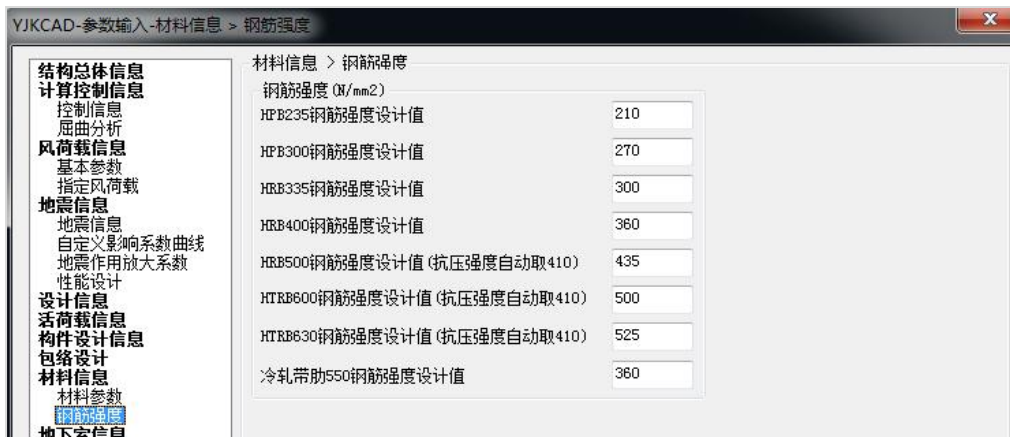 YJKCAD-参数输入-材料信息 > 钢筋强度
结构总体信息
计算控制信息
控制信息
屈曲分析
风荷载信息
基本参数
指定风荷载
地震信息
地震信息
自定义影响系数曲线
地震作用放大系数
性能设计
设计信息
活荷载信息
构件设计信息
包络设计
材料信息
材料参数
钢筋强度
地下室信息
材料信息 > 钢筋强度
钢筋强度(N/mm2)
HPB235钢筋强度设计值 210
HPB300钢筋强度设计值 270
HRB335钢筋强度设计值 300
HRB400钢筋强度设计值 360
HRB500钢筋强度设计值(抗压强度自动取410) 435
HTRB600钢筋强度设计值(抗压强度自动取410) 500
HTRB630钢筋强度设计值(抗压强度自动取410) 525
冷轧带肋550钢筋强度设计值 360